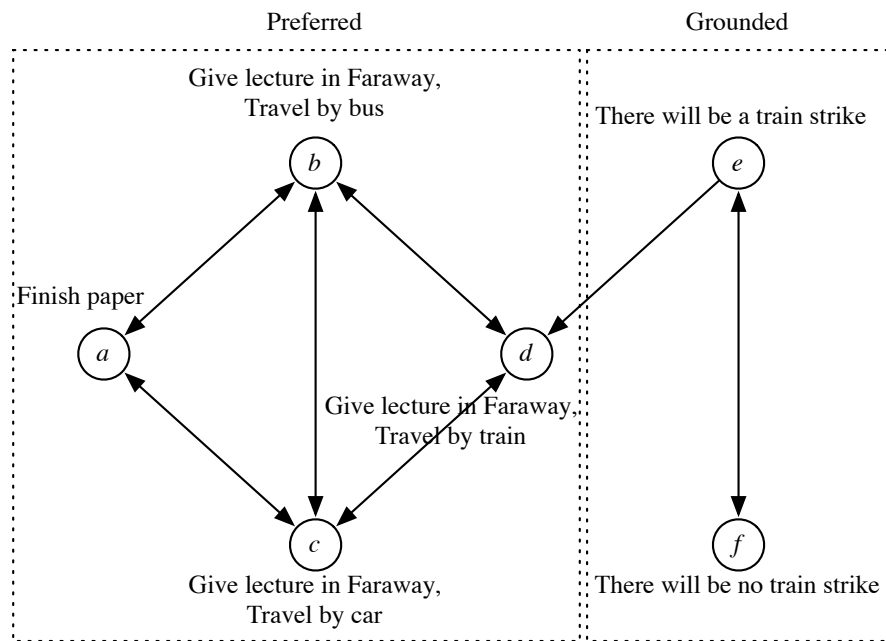 Preferred
Grounded
Give lecture in Faraway,
Travel by bus
There will be a train strike
b
e
Finish paper
a
d
Give lecture in Faraway,
Travel by train
c
f
Give lecture in Faraway,
Travel by car
There will be no train strike